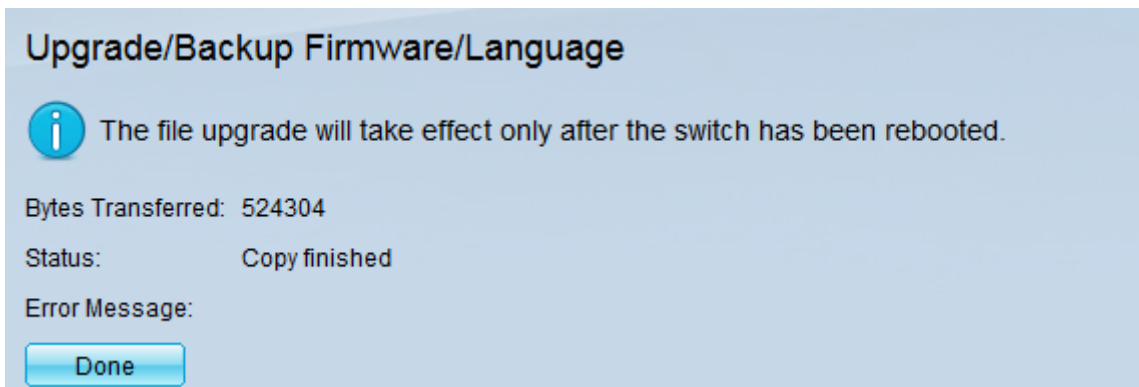 Upgrade/Backup Firmware/Language
The file upgrade will take effect only after the switch has been rebooted.
Bytes Transferred: 524304
Status: Copy finished
Error Message:
Done